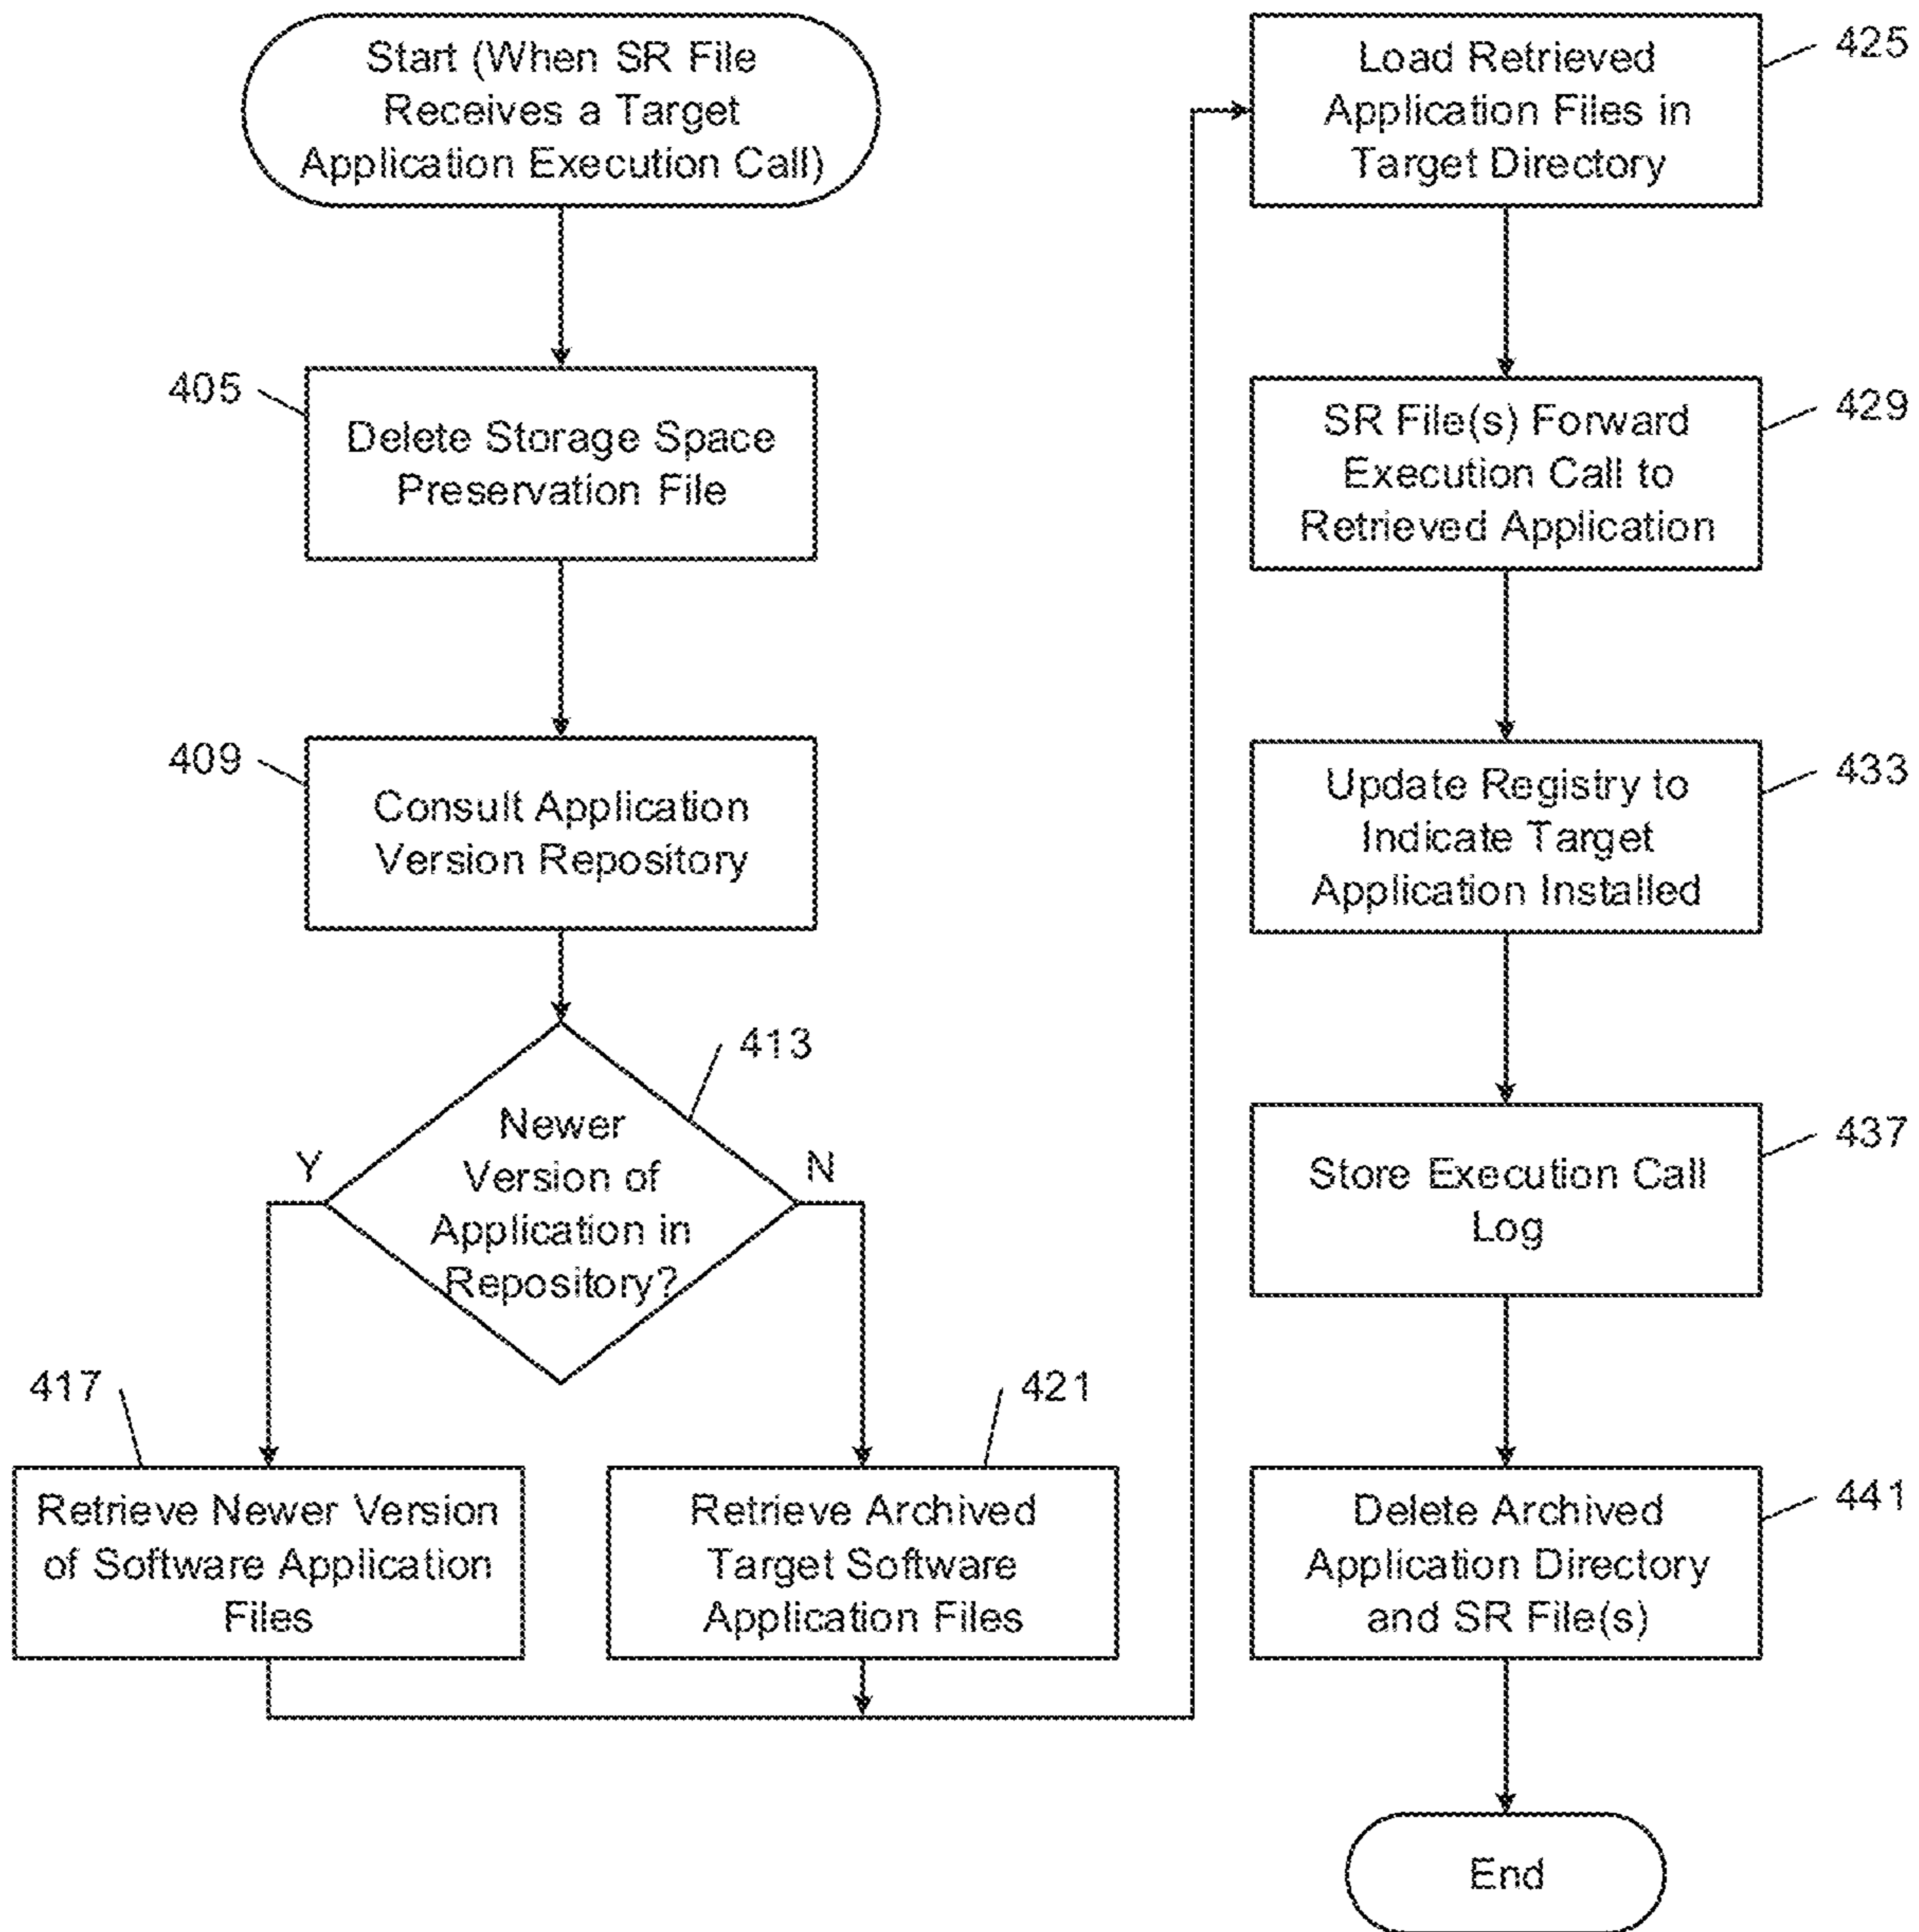 Start (When SR File
Receives a Target
Application Execution Call)
405
Delete Storage Space
Preservation File
409
Consult Application
Version Repository
413
Newer
Version of
Application in
Repository?
Y
N
417
Retrieve Newer Version
of Software Application
Files
421
Retrieve Archived
Target Software
Application Files
425
Load Retrieved
Application Files in
Target Directory
429
SR File(s) Forward
Execution Call to
Retrieved Application
433
Update Registry to
Indicate Target
Application Installed
437
Store Execution Call
Log
441
Delete Archived
Application Directory
and SR File(s)
End